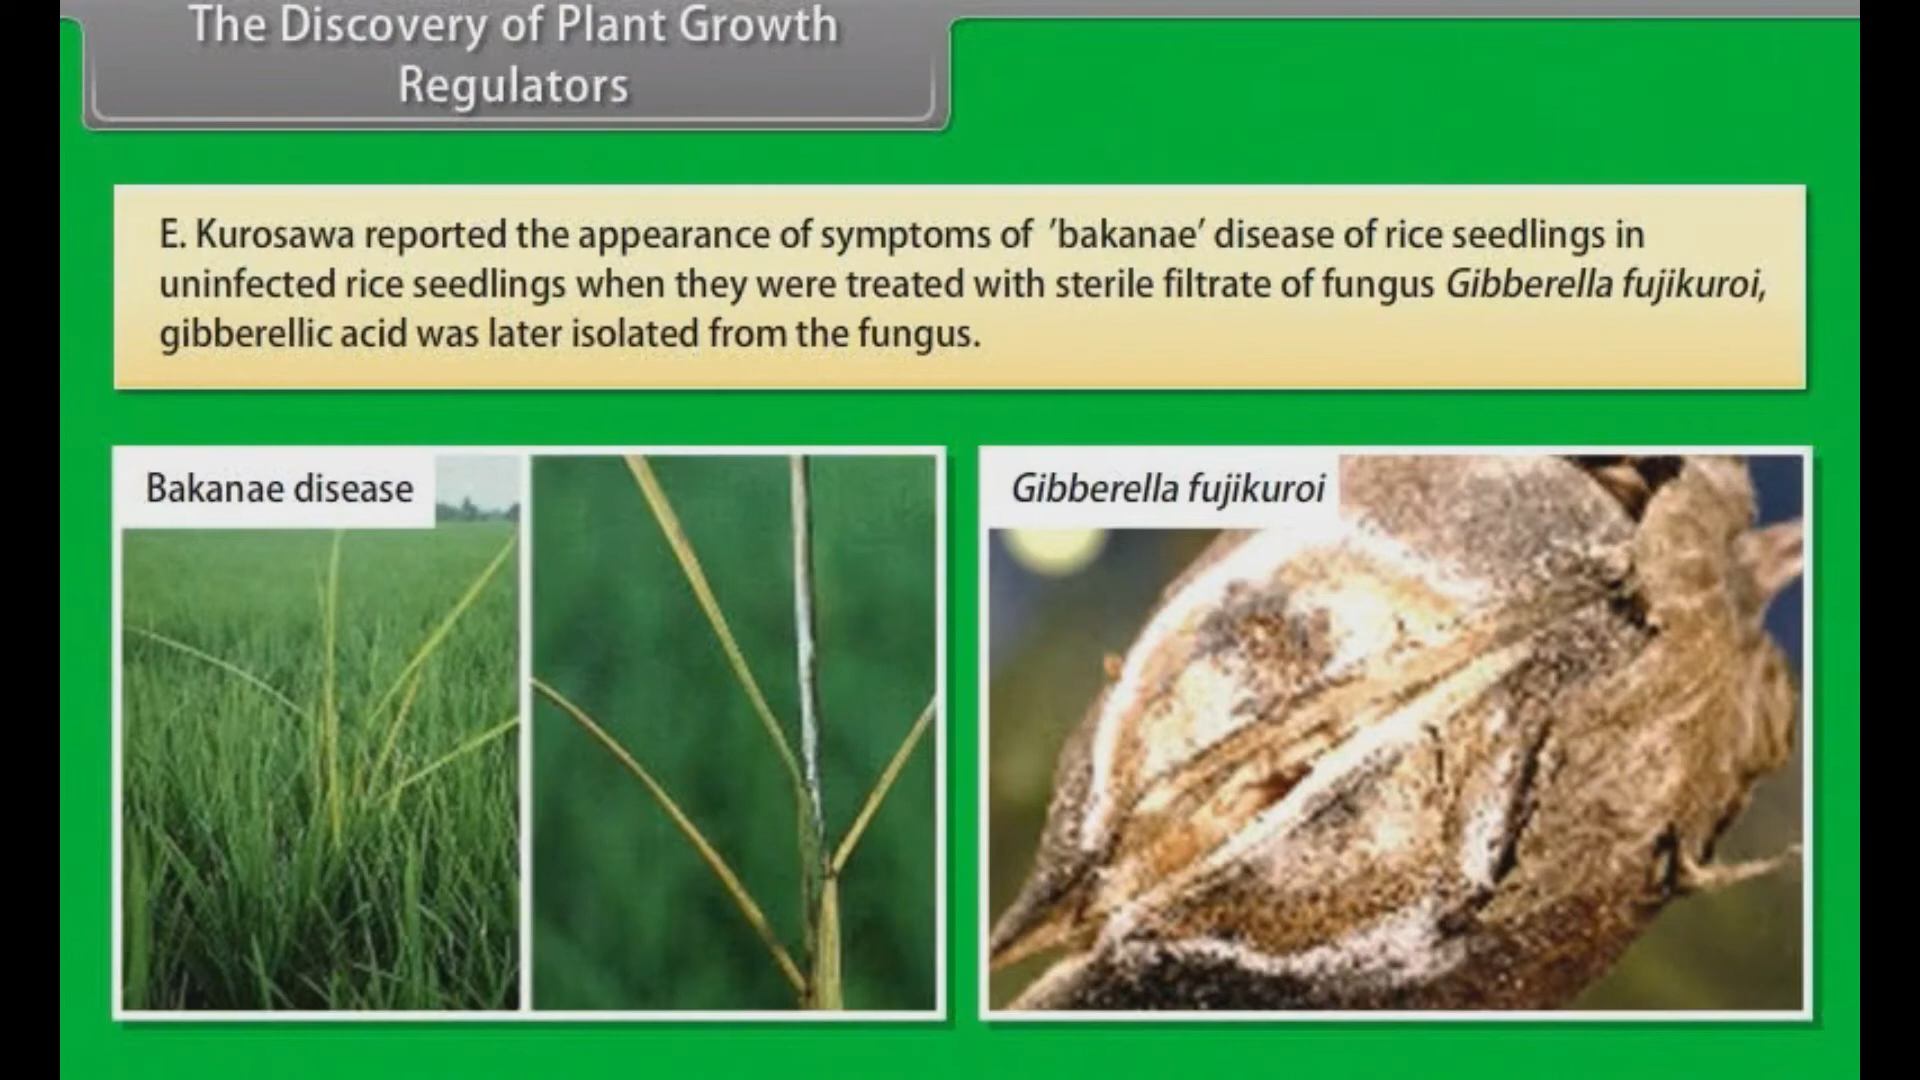 The Discovery of Plant Growth
Regulators
E. Kurosawa reported the appearance of symptoms of ’bakanae’ disease of rice seedlings in
uninfected rice seedlings when they were treated with sterile filtrate of fungus Gibberella fujikuroi,
gibberellic acid was later isolated from the fungus.
Bakanae disease
Gibberella fujikuroi